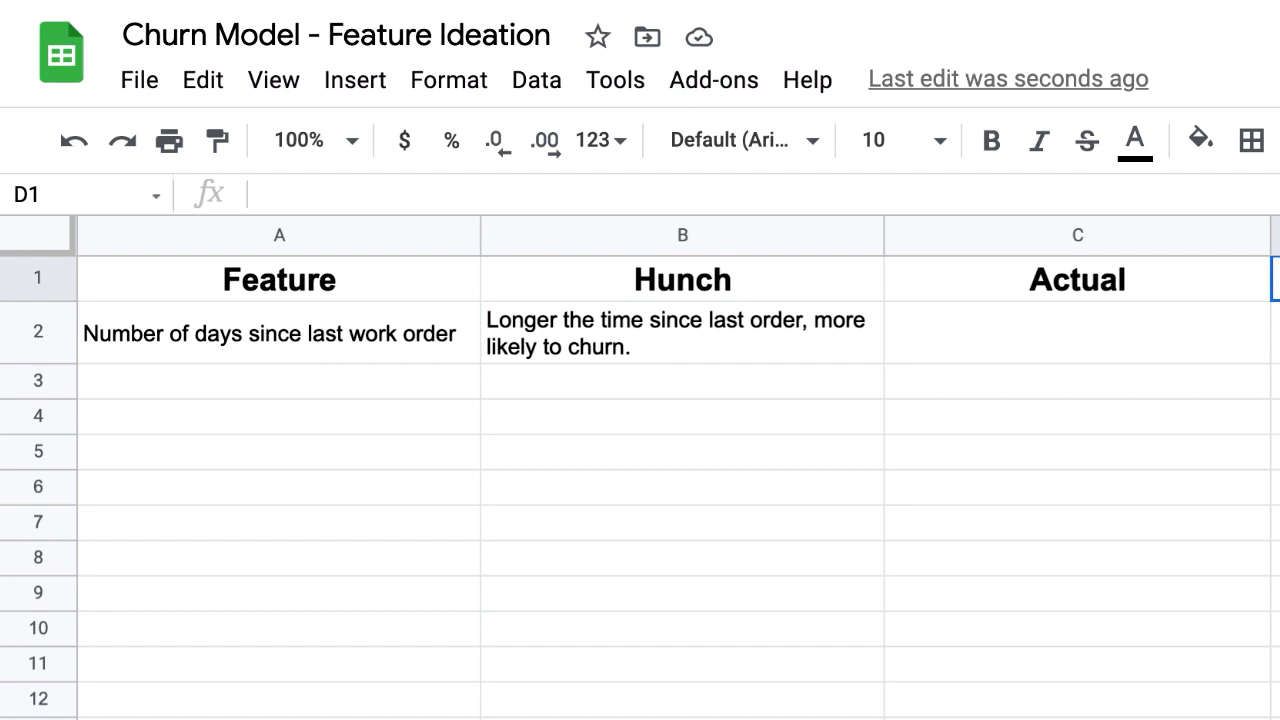 Churn Model - Feature Ideation
File Edit View Insert Format Data Tools Add-ons Help Last edit was seconds ago
100% $ % .0 .00 123 Default (Ari... 10 B I S A
D1 fx
A B C
1 Feature Hunch Actual
2 Number of days since last work order Longer the time since last order, more
likely to churn.
3
4
5
6
7
8
9
10
11
12